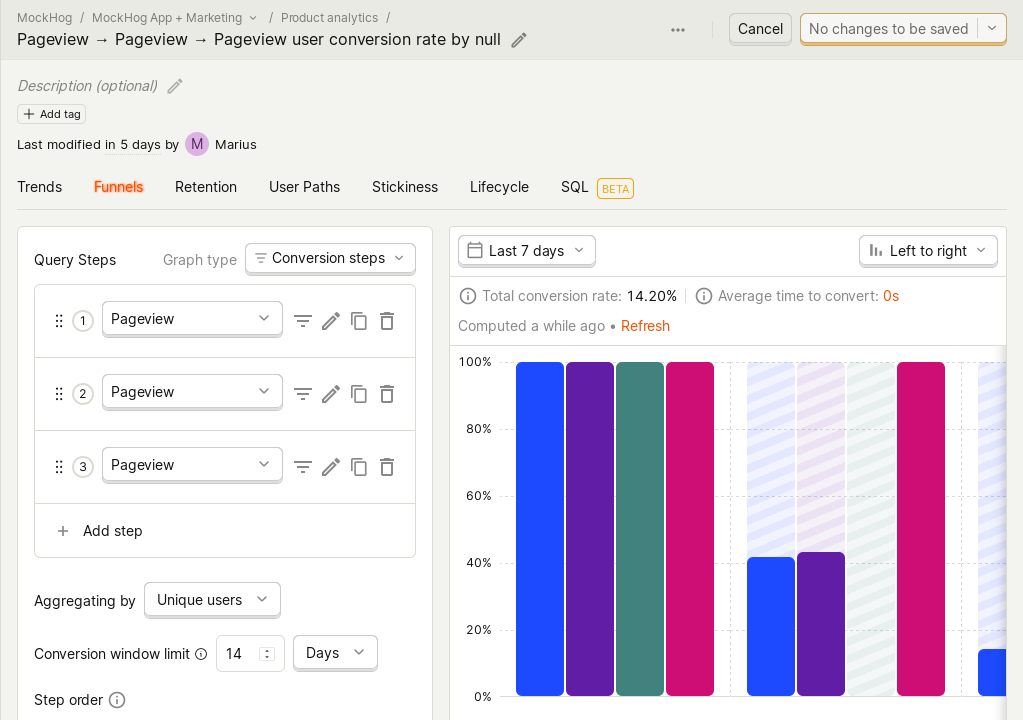 MockHog / MockHog App + Marketing / Product analytics /
Pageview → Pageview → Pageview user conversion rate by null
Cancel
No changes to be saved
Description (optional)
Add tag
Last modified in 5 days by M Marius
Trends Funnels Retention User Paths Stickiness Lifecycle SQL BETA
Query Steps
Graph type Conversion steps
1 Pageview
2 Pageview
3 Pageview
Add step
Aggregating by Unique users
Conversion window limit 14 Days
Step order
Last 7 days
Left to right
Total conversion rate: 14.20% Average time to convert: 0s
Computed a while ago • Refresh
100%
80%
60%
40%
20%
0%